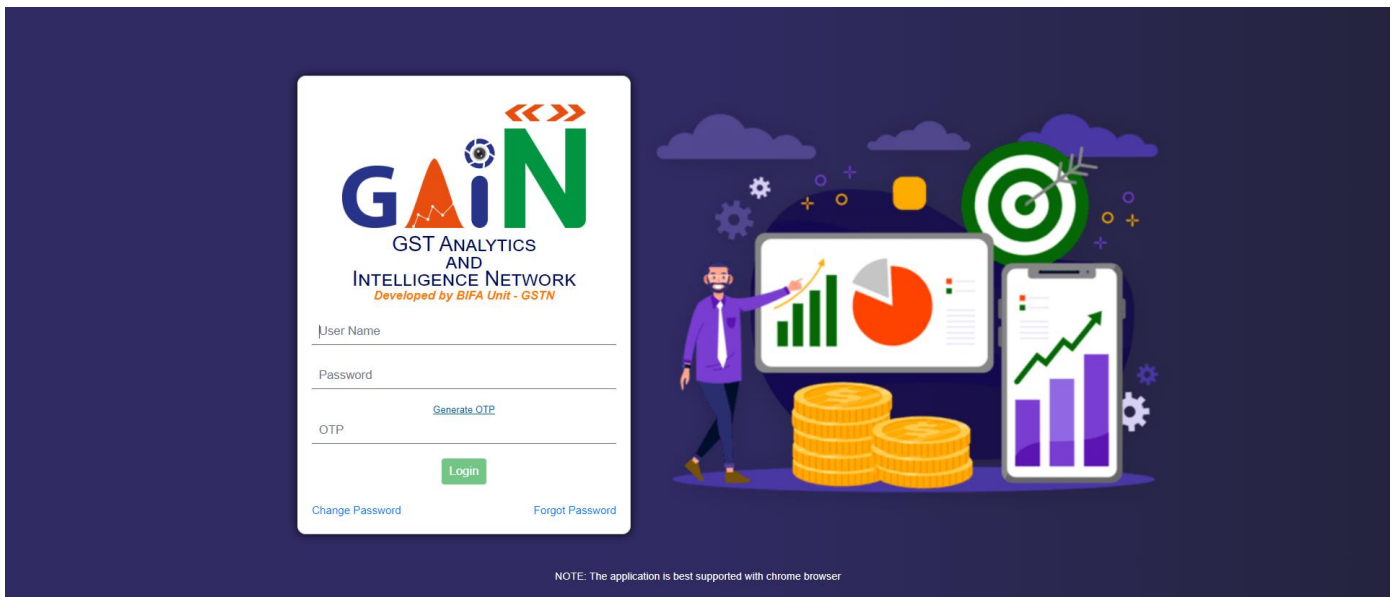 GAiN
GST ANALYTICS
AND
INTELLIGENCE NETWORK
Developed by BIFA Unit - GSTN
User Name
Password
Generate OTP
OTP
Login
Change Password
Forgot Password
NOTE: The application is best supported with chrome browser